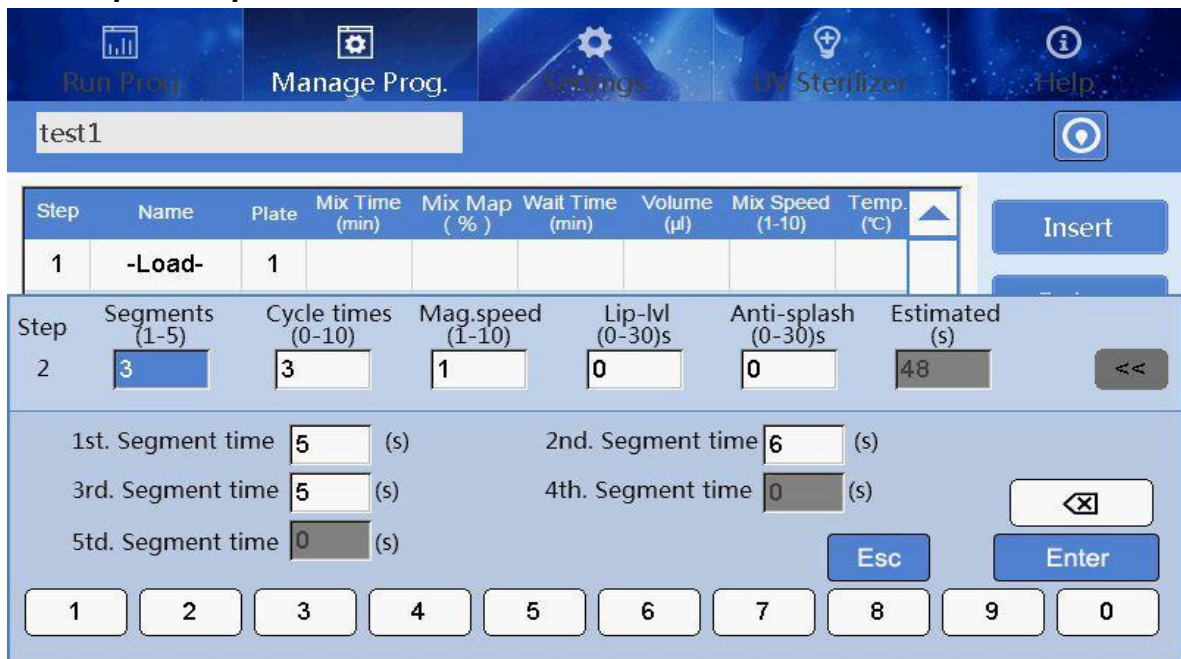 Run Prog.
Manage Prog.
Settings
UV Sterilizer
Help
test1
Step Name Plate Mix Time (min) Mix Map (%) Wait Time (min) Volume (μl) Mix Speed (1-10) Temp. (℃)
Insert
1 -Load- 1
Step Segments (1-5) Cycle times (0-10) Mag.speed (1-10) Lip-lvl (0-30)s Anti-splash (0-30)s Estimated (s)
2 3 3 1 0 0 48 <<
1st. Segment time 5 (s) 2nd. Segment time 6 (s)
3rd. Segment time 5 (s) 4th. Segment time 0 (s)
5td. Segment time 0 (s)
Esc Enter
1 2 3 4 5 6 7 8 9 0